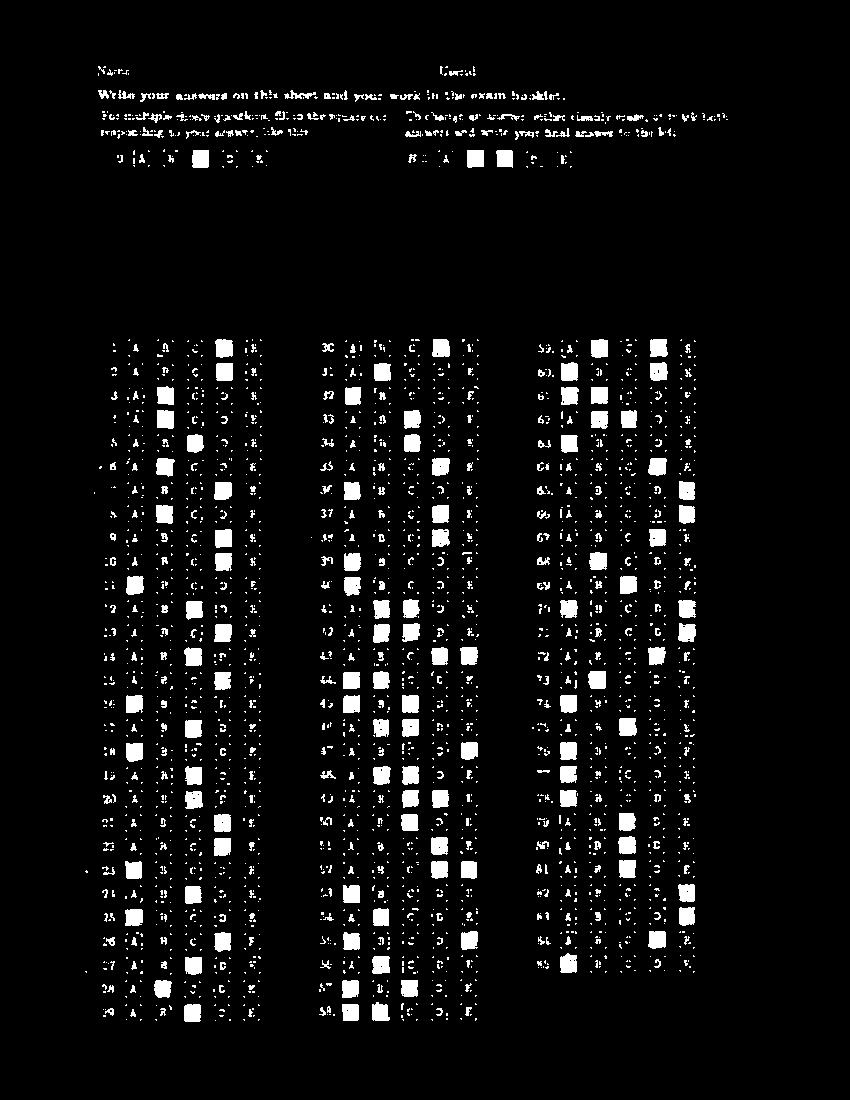 Name
Userid
Write your answers on this sheet and your work in the exam booklet.
For multiple choice questions, fill in the square cor-
responding to your answer, like this
To change an answer, either cleanly erase, or mark both
answers and write your final answer to the left:
0 A B D E
B 0 A D E
1 A B C E
2 A B C E
3 A C D E
4 A C D E
5 A B D E
6 A C D E
7 A B C E
8 A C D E
9 A B C E
10 A B C E
11 B C D E
12 A B D E
13 A B C E
14 A B D E
15 A B C E
16 B C D E
17 A B D E
18 B C D E
19 A B D E
20 A B D E
21 A B C E
22 A B C E
23 B C D E
24 A B D E
25 B C D E
26 A B C E
27 A B D E
28 A C D E
29 A B D E
30 A B C E
31 A C D E
32 B C D E
33 A B D E
34 A B D E
35 A B C E
36 B C D E
37 A B C E
38 A B C E
39 B C D E
40 B C D E
41 A D E
42 A D E
43 A B C
44 C D E
45 B D E
46 A D E
47 A B C D
48 A D E
49 A B E
50 A B D E
51 A B C E
52 A B C
53 B C D E
54 A C D E
55 B C D
56 A C D E
57 B D E
58 C D E
59 A C E
60 B C E
61 C D E
62 A D E
63 B C D E
64 A B C E
65 A B C D
66 A B C D
67 A B C E
68 A C D E
69 A B D E
70 B C D
71 A B C D
72 A B C E
73 A C D E
74 B C D E
75 A B D E
76 B C D E
77 B C D E
78 B C D E
79 A B D E
80 A B D E
81 A B D E
82 A B C D
83 A B C D
84 A B C E
85 B C D E